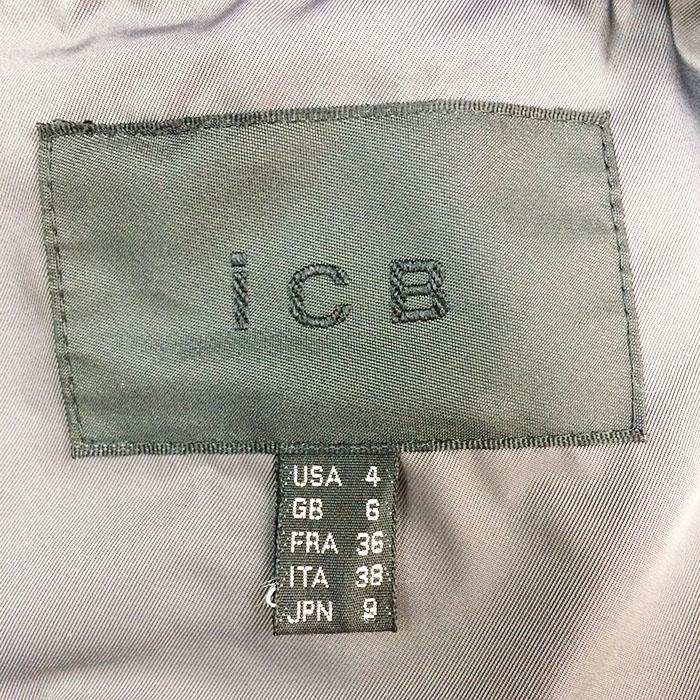 iCB
USA 4
GB 6
FRA 36
ITA 38
JPN 9